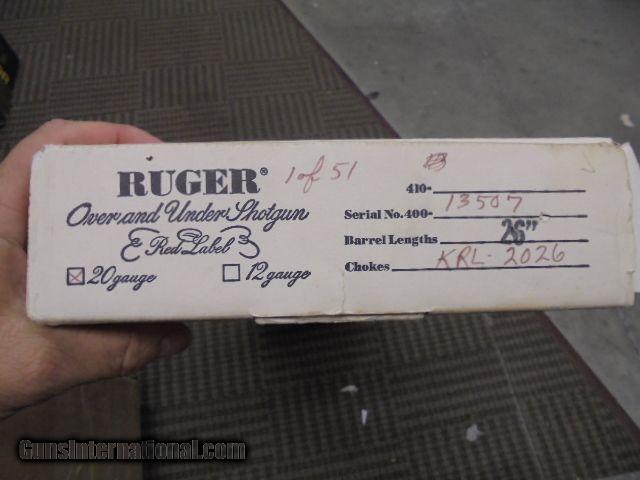 RUGER® 1 of 51
Over and Under Shotgun
Red Label
☒ 20 gauge ☐ 12 gauge
410-
Serial No. 400- 13507
Barrel Lengths 26"
Chokes KRL-2026
GunsInternational.com